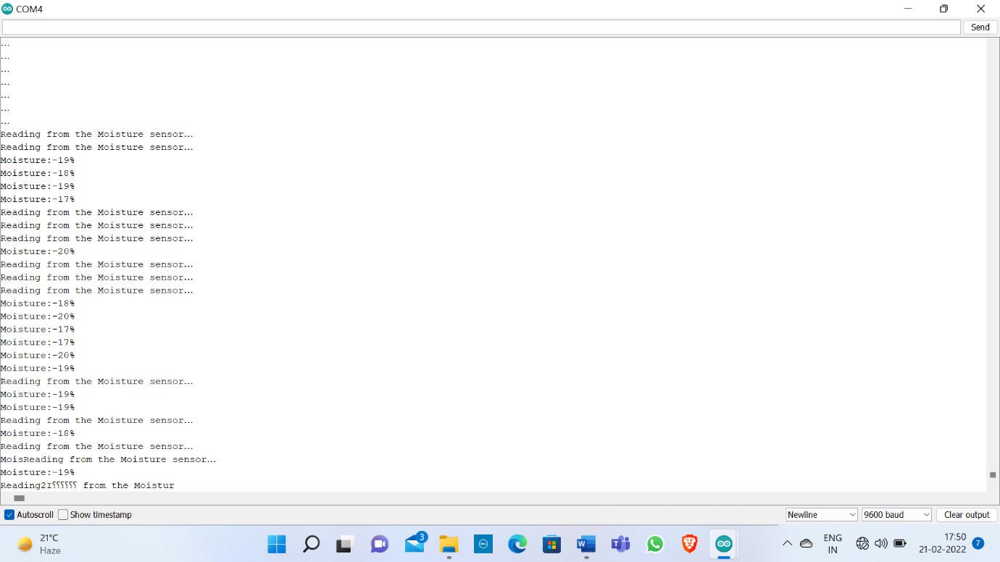 COM4
Send
...
...
...
...
...
...
...
Reading from the Moisture sensor...
Reading from the Moisture sensor...
Moisture:-19%
Moisture:-18%
Moisture:-19%
Moisture:-17%
Reading from the Moisture sensor...
Reading from the Moisture sensor...
Reading from the Moisture sensor...
Moisture:-20%
Reading from the Moisture sensor...
Reading from the Moisture sensor...
Reading from the Moisture sensor...
Moisture:-18%
Moisture:-20%
Moisture:-17%
Moisture:-17%
Moisture:-20%
Moisture:-19%
Reading from the Moisture sensor...
Moisture:-19%
Moisture:-19%
Reading from the Moisture sensor...
Moisture:-18%
Reading from the Moisture sensor...
MoisReading from the Moisture sensor...
Moisture:-19%
Reading2I⸮⸮⸮⸮⸮⸮ from the Moistur
Autoscroll Show timestamp Newline 9600 baud Clear output
21°C
Haze
3
W
T
ENG
IN
17:50
21-02-2022
7